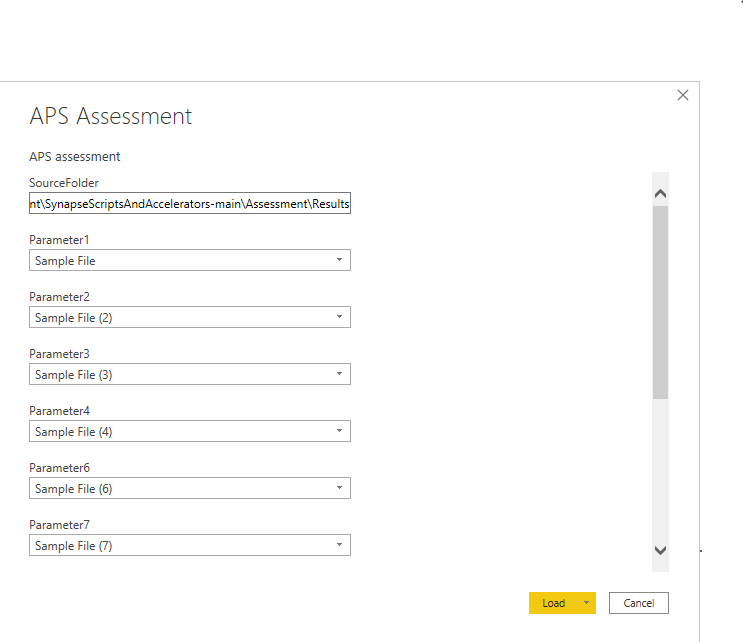 APS Assessment
APS assessment
SourceFolder
nt\SynapseScriptsAndAccelerators-main\Assessment\Results
Parameter1
Sample File
Parameter2
Sample File (2)
Parameter3
Sample File (3)
Parameter4
Sample File (4)
Parameter6
Sample File (6)
Parameter7
Sample File (7)
Load
Cancel